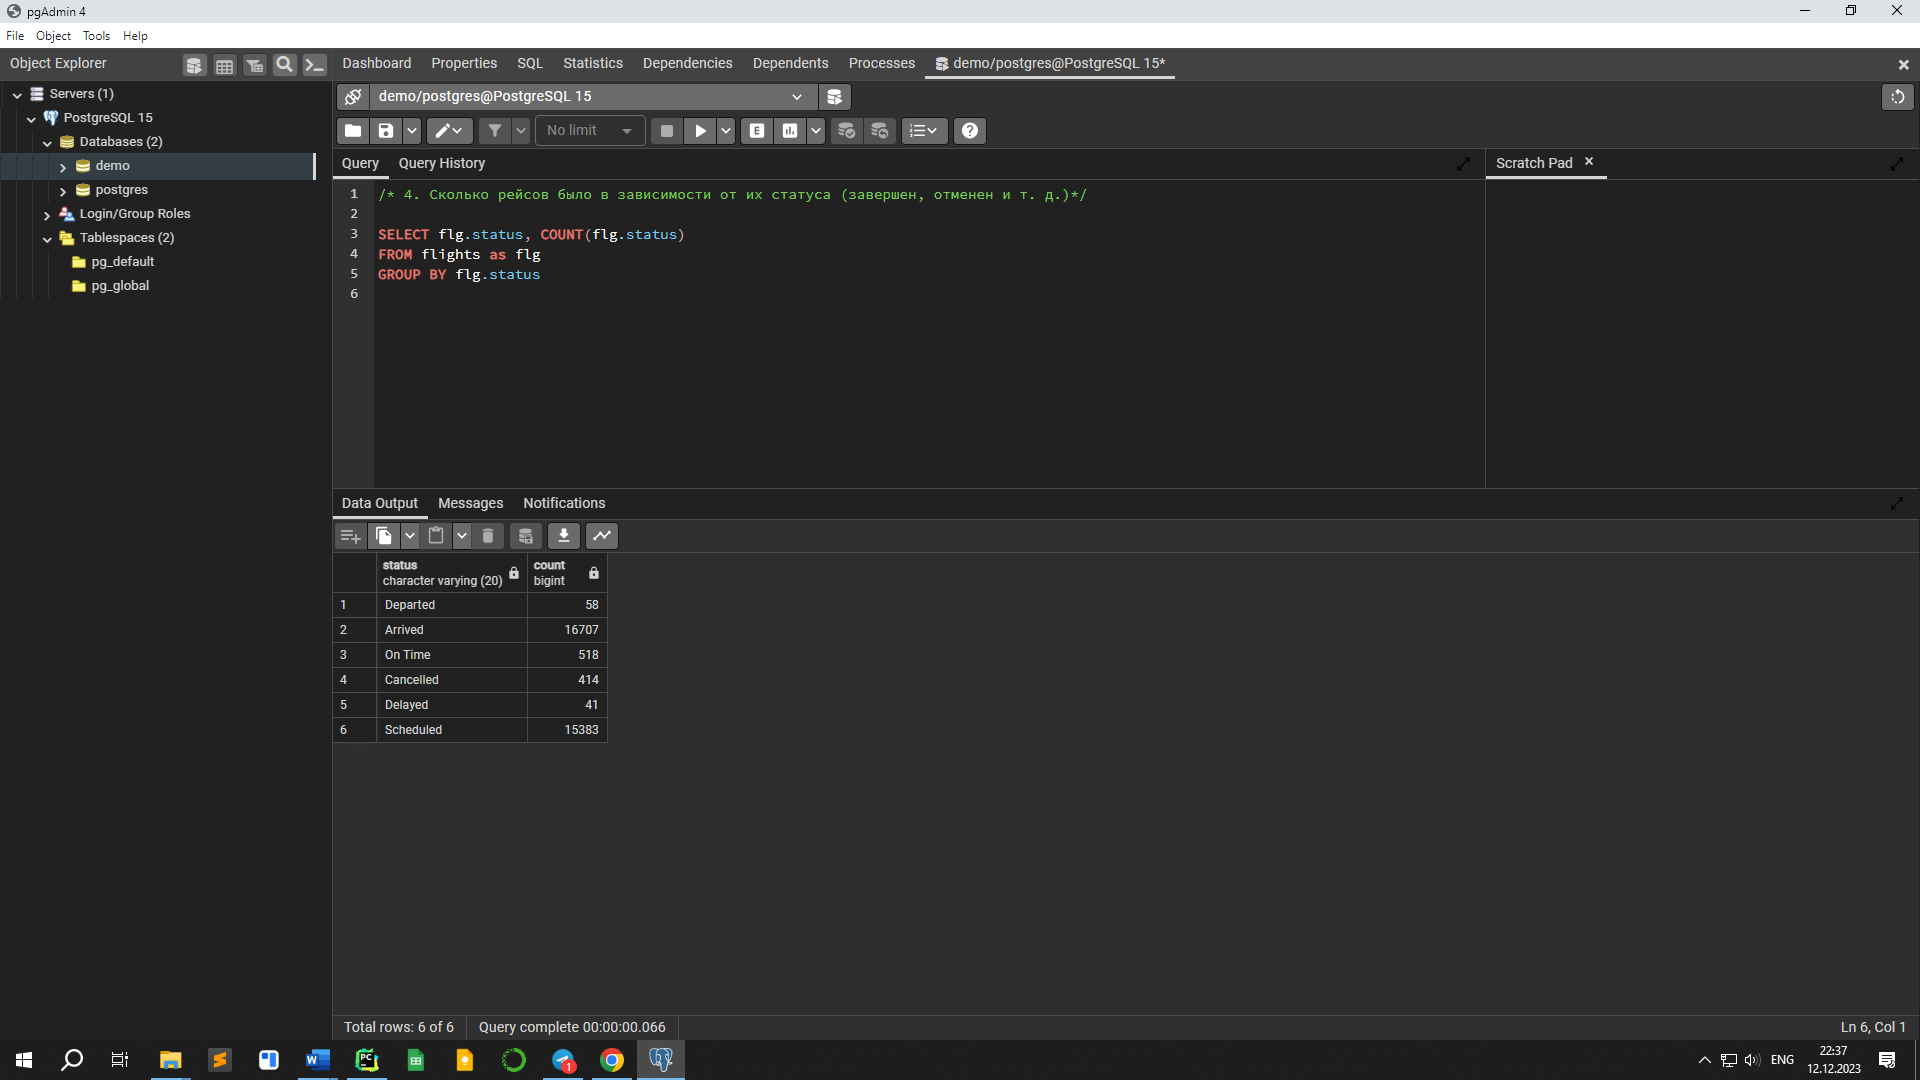 pgAdmin 4
File Object Tools Help
Object Explorer
Dashboard Properties SQL Statistics Dependencies Dependents Processes demo/postgres@PostgreSQL 15*
Servers (1)
PostgreSQL 15
Databases (2)
demo
postgres
Login/Group Roles
Tablespaces (2)
pg_default
pg_global
demo/postgres@PostgreSQL 15
No limit
E
Query Query History
Scratch Pad
1 /* 4. Сколько рейсов было в зависимости от их статуса (завершен, отменен и т. д.)*/
2
3 SELECT flg.status, COUNT(flg.status)
4 FROM flights as flg
5 GROUP BY flg.status
6
Data Output Messages Notifications
status count
character varying (20) bigint
1 Departed 58
2 Arrived 16707
3 On Time 518
4 Cancelled 414
5 Delayed 41
6 Scheduled 15383
Total rows: 6 of 6 Query complete 00:00:00.066
Ln 6, Col 1
W PC 1
ENG
22:37
12.12.2023